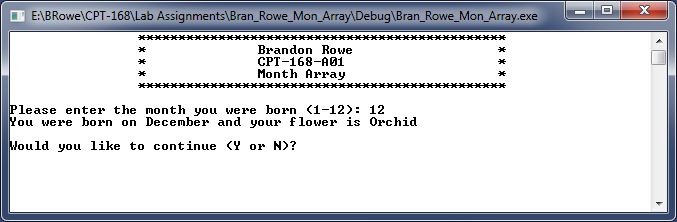 E:\BRowe\CPT-168\Lab Assignments\Bran_Rowe_Mon_Array\Debug\Bran_Rowe_Mon_Array.exe
**********************************************
* Brandon Rowe *
* CPT-168-A01 *
* Month Array *
**********************************************
Please enter the month you were born (1-12): 12
You were born on December and your flower is Orchid
Would you like to continue (Y or N)?